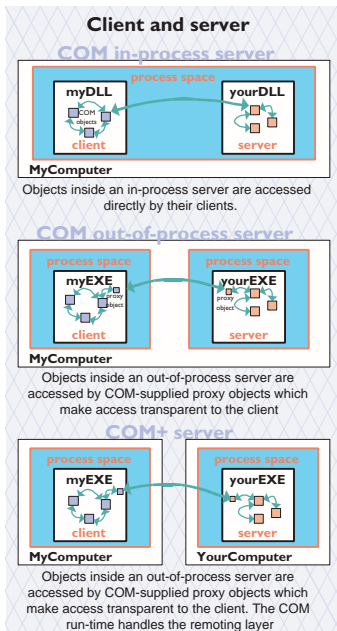 Client and server
COM in-process server
process space
myDLL
yourDLL
COM
objects
client
server
MyComputer
Objects inside an in-process server are accessed
directly by their clients.
COM out-of-process server
process space
process space
myEXE
yourEXE
proxy
object
proxy
object
client
server
MyComputer
Objects inside an out-of-process server are
accessed by COM-supplied proxy objects which
make access transparent to the client
COM+ server
process space
process space
myEXE
yourEXE
client
server
MyComputer
YourComputer
Objects inside an out-of-process server are
accessed by COM-supplied proxy objects which
make access transparent to the client. The COM
run-time handles the remoting layer